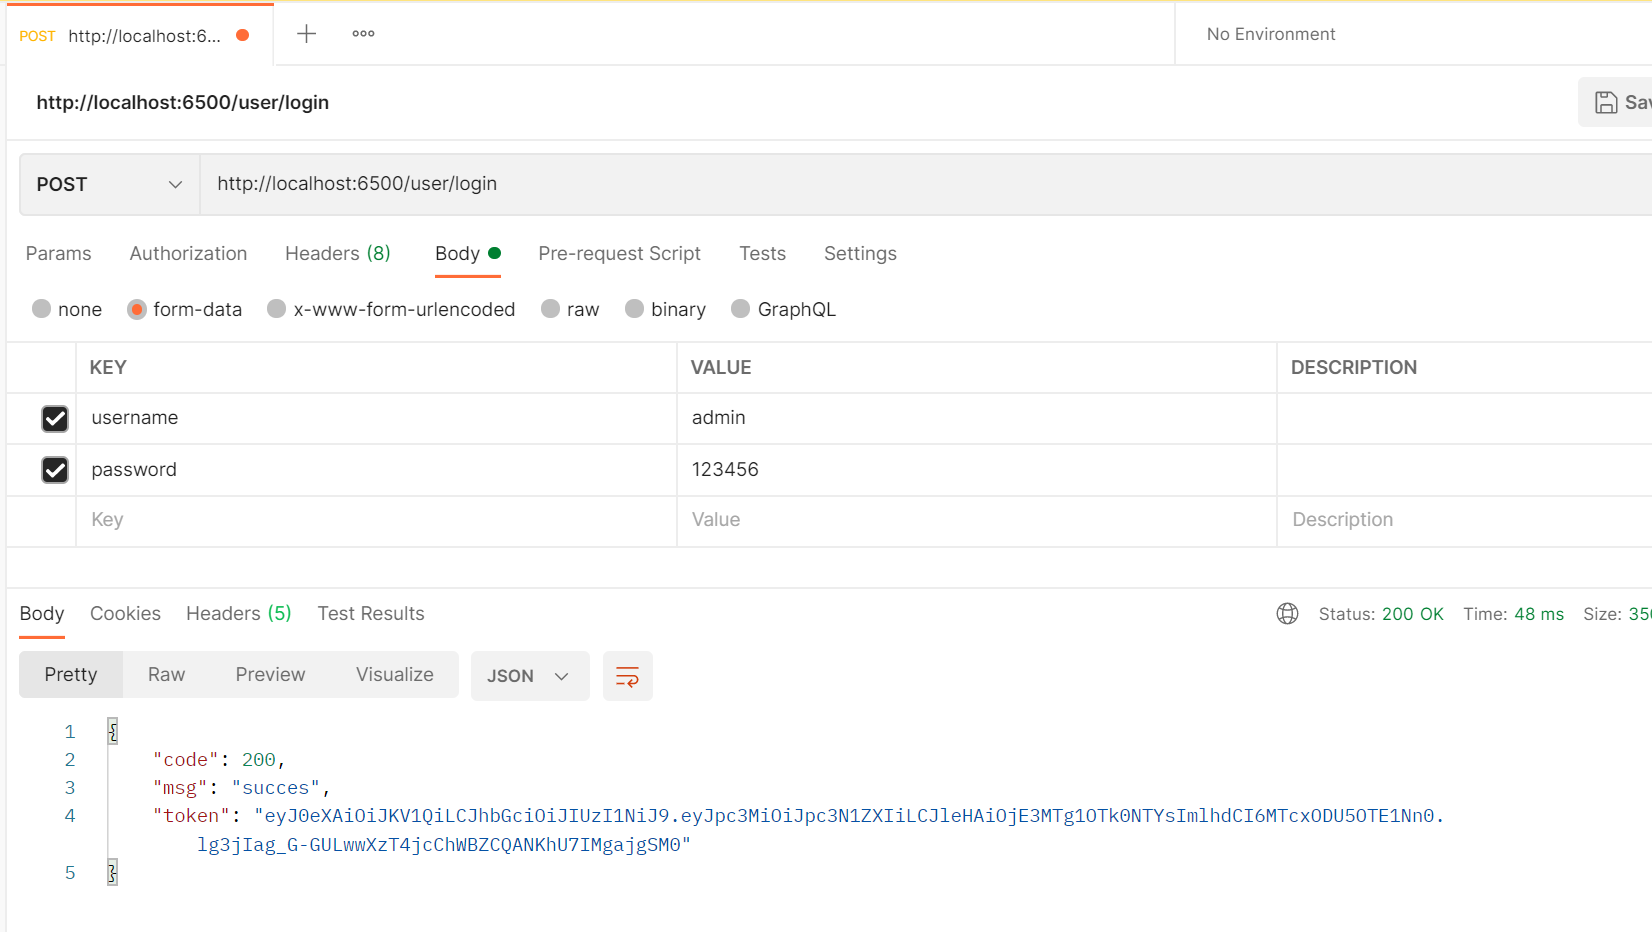 POST http://localhost:6...
No Environment
http://localhost:6500/user/login
POST http://localhost:6500/user/login
Params Authorization Headers (8) Body Pre-request Script Tests Settings
none form-data x-www-form-urlencoded raw binary GraphQL
KEY VALUE DESCRIPTION
username admin
password 123456
Key Value Description
Body Cookies Headers (5) Test Results Status: 200 OK Time: 48 ms Size:
Pretty Raw Preview Visualize JSON
1 {
2 "code": 200,
3 "msg": "succes",
4 "token": "eyJ0eXAiOiJKV1QiLCJhbGciOiJIUzI1NiJ9.eyJpc3MiOiJpc3N1ZXIiLCJleHAiOjE3MTg1OTk0NTYsImlhdCI6MTcxODU5OTE1Nn0.
lg3jIag_G-GULwwXzT4jcChWBZCQANKhU7IMgajgSM0"
5 }